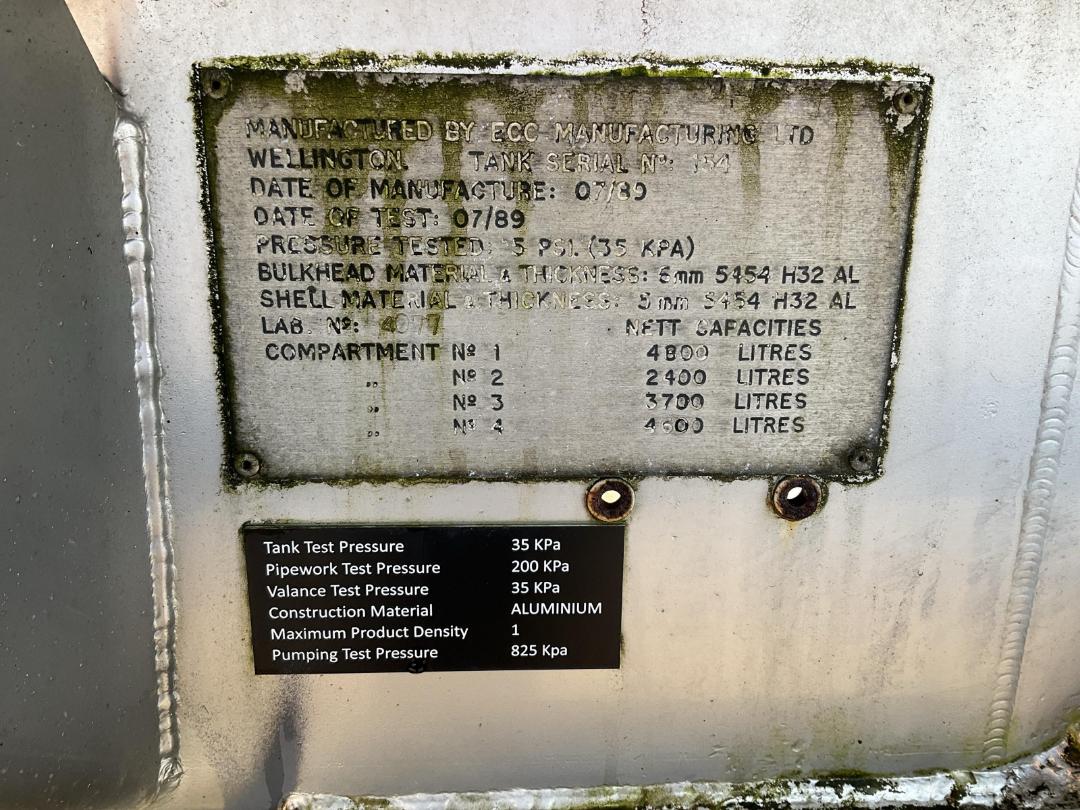 MANUFACTURED BY ECC MANUFACTURING LTD
WELLINGTON. TANK SERIAL Nº: 154
DATE OF MANUFACTURE: 07/89
DATE OF TEST: 07/89
PRESSURE TESTED: 5 PSI. (35 KPA)
BULKHEAD MATERIAL & THICKNESS: 6mm 5454 H32 AL
SHELL MATERIAL & THICKNESS: 5mm 5454 H32 AL
LAB. Nº: 4077 NETT CAPACITIES
COMPARTMENT Nº 1 4800 LITRES
„ Nº 2 2400 LITRES
„ Nº 3 3700 LITRES
„ Nº 4 4600 LITRES
Tank Test Pressure 35 KPa
Pipework Test Pressure 200 KPa
Valance Test Pressure 35 KPa
Construction Material ALUMINIUM
Maximum Product Density 1
Pumping Test Pressure 825 Kpa